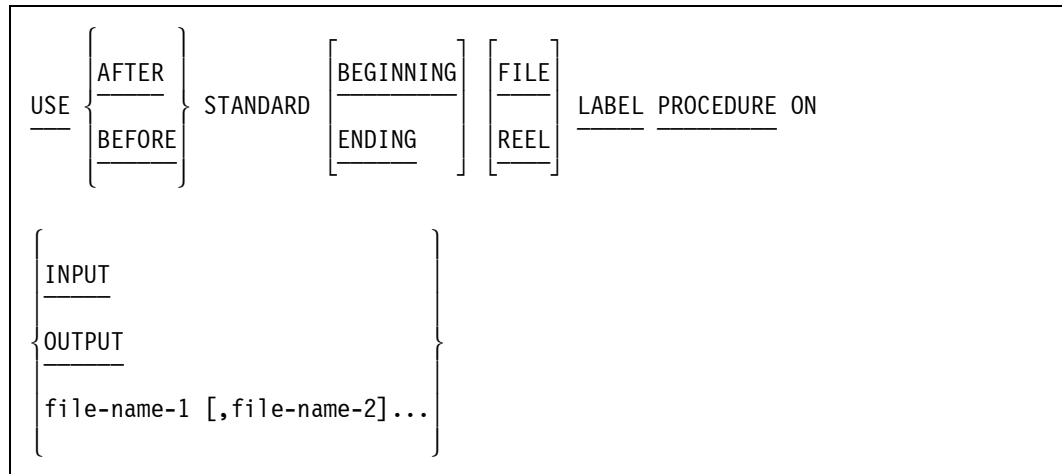 AFTER BEGINNING FILE
USE STANDARD LABEL PROCEDURE ON
BEFORE ENDING REEL
INPUT
OUTPUT
file-name-1 [,file-name-2]...